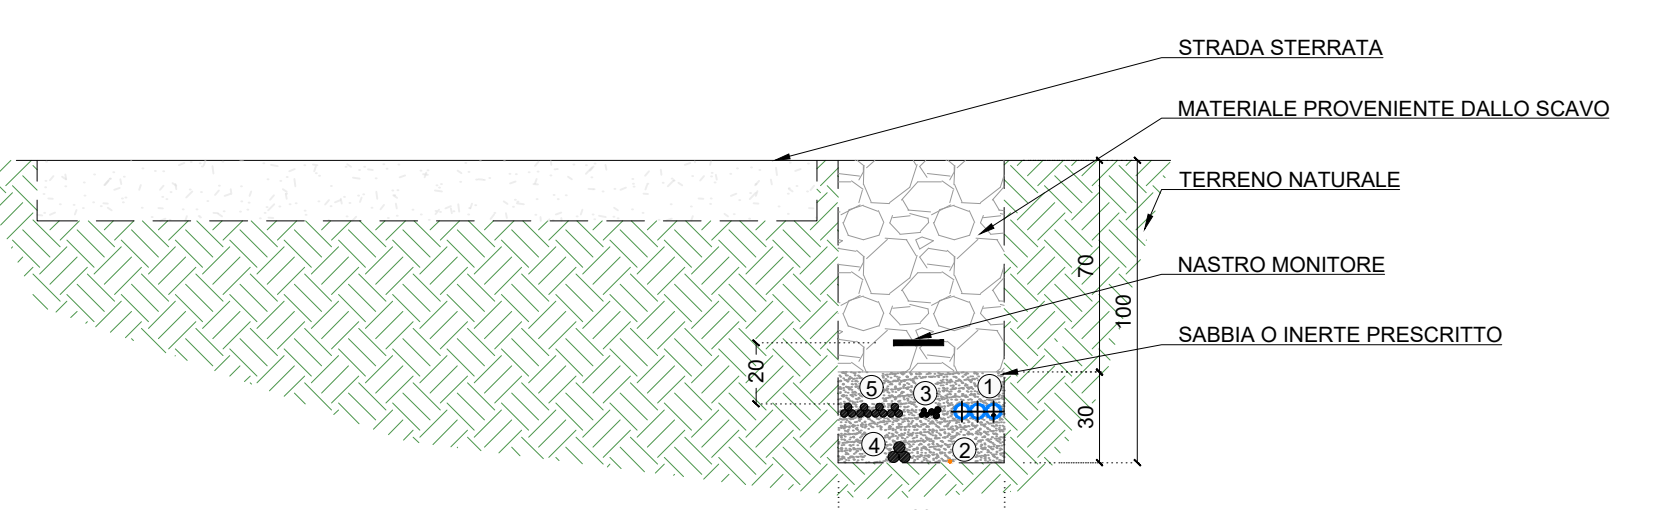 STRADA STERRATA
MATERIALE PROVENIENTE DALLO SCAVO
TERRENO NATURALE
NASTRO MONITORE
SABBIA O INERTE PRESCRITTO
70
100
20
30
5
3
1
4
2